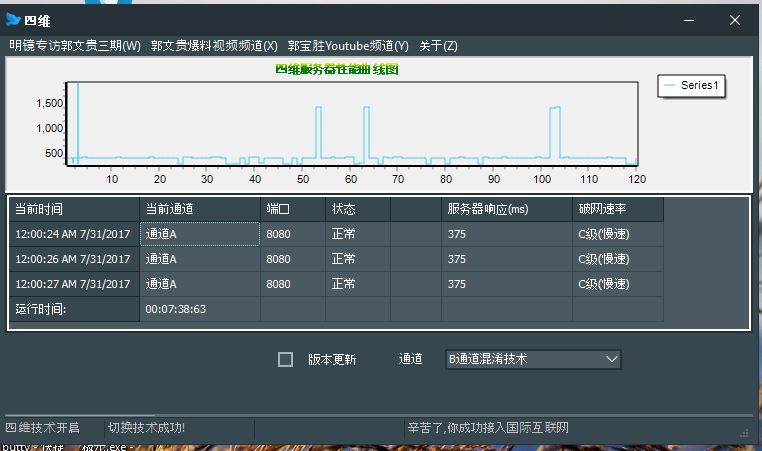 四维
明镜专访郭文贵三期(W) 郭文贵爆料视频频道(X) 郭宝胜Youtube频道(Y) 关于(Z)
四维服务器性能曲线图
Series1
1,500
1,000
500
10 20 30 40 50 60 70 80 90 100 110 120
当前时间 当前通道 端口 状态 服务器响应(ms) 破网速率
12:00:24 AM 7/31/2017 通道A 8080 正常 375 C级(慢速)
12:00:26 AM 7/31/2017 通道A 8080 正常 375 C级(慢速)
12:00:27 AM 7/31/2017 通道A 8080 正常 375 C级(慢速)
运行时间: 00:07:38:63
版本更新 通道 B通道混淆技术
四维技术开启 切换技术成功! 辛苦了,你成功接入国际互联网